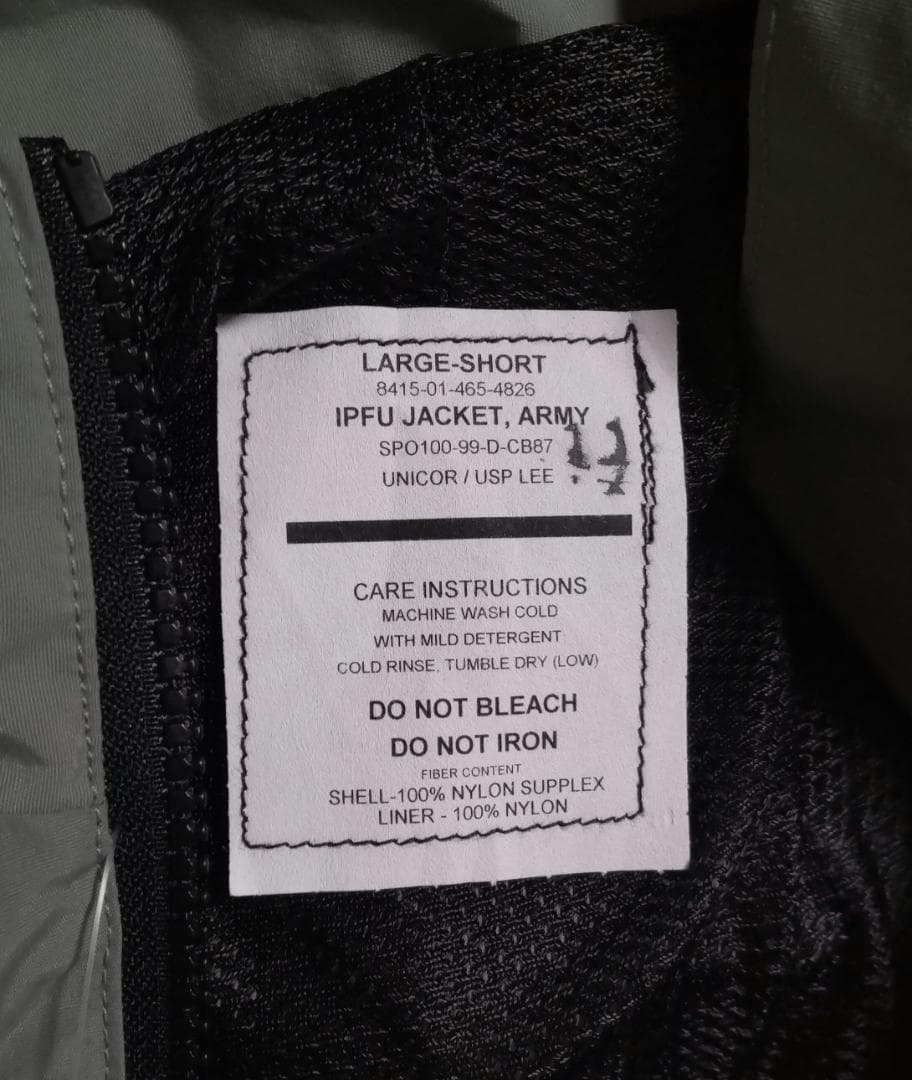 LARGE-SHORT
8415-01-465-4826
IPFU JACKET, ARMY
SPO100-99-D-CB87
UNICOR / USP LEE
CARE INSTRUCTIONS
MACHINE WASH COLD
WITH MILD DETERGENT
COLD RINSE, TUMBLE DRY (LOW)
DO NOT BLEACH
DO NOT IRON
FIBER CONTENT
SHELL-100% NYLON SUPPLEX
LINER - 100% NYLON